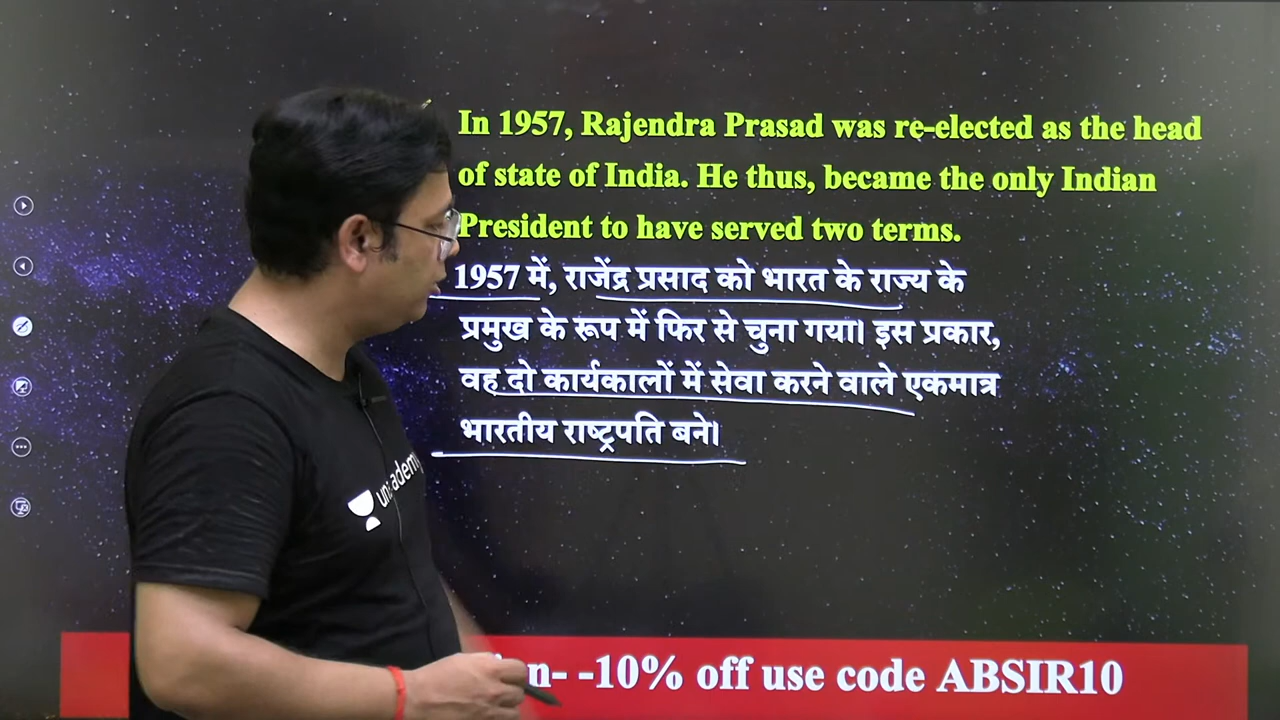 In 1957, Rajendra Prasad was re-elected as the head
of state of India. He thus, became the only Indian
President to have served two terms.
1957 में, राजेंद्र प्रसाद को भारत के राज्य के
प्रमुख के रूप में फिर से चुना गया। इस प्रकार,
वह दो कार्यकालों में सेवा करने वाले एकमात्र
भारतीय राष्ट्रपति बने।
unacademy
-10% off use code ABSIR10